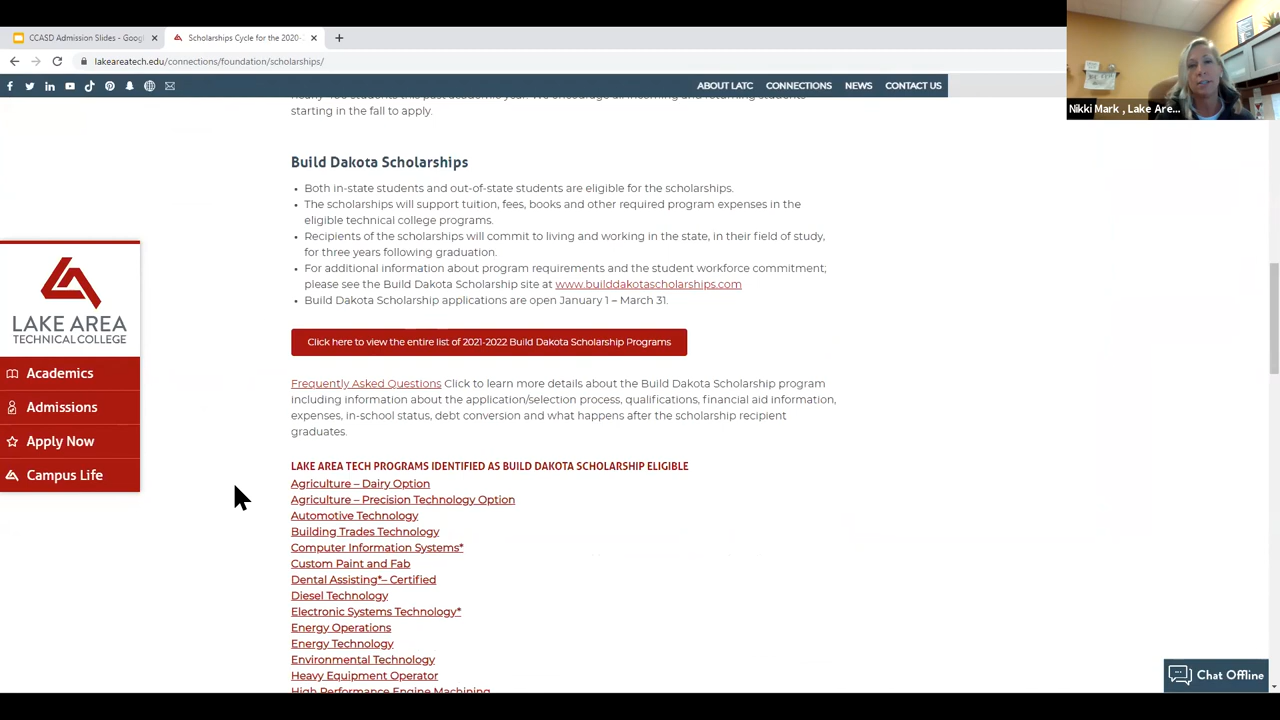 CCASD Admission Slides - Goog
Scholarships Cycle for the 2020-
lakeareatech.edu/connections/foundation/scholarships/
ABOUT LATC CONNECTIONS NEWS CONTACT US
Nikki Mark , Lake Are...
starting in the fall to apply.
Build Dakota Scholarships
• Both in-state students and out-of-state students are eligible for the scholarships.
• The scholarships will support tuition, fees, books and other required program expenses in the
eligible technical college programs.
• Recipients of the scholarships will commit to living and working in the state, in their field of study,
for three years following graduation.
• For additional information about program requirements and the student workforce commitment;
please see the Build Dakota Scholarship site at www.builddakotascholarships.com
• Build Dakota Scholarship applications are open January 1 – March 31.
Click here to view the entire list of 2021-2022 Build Dakota Scholarship Programs
Frequently Asked Questions Click to learn more details about the Build Dakota Scholarship program
including information about the application/selection process, qualifications, financial aid information,
expenses, in-school status, debt conversion and what happens after the scholarship recipient
graduates.
LAKE AREA TECH PROGRAMS IDENTIFIED AS BUILD DAKOTA SCHOLARSHIP ELIGIBLE
Agriculture – Dairy Option
Agriculture – Precision Technology Option
Automotive Technology
Building Trades Technology
Computer Information Systems*
Custom Paint and Fab
Dental Assisting*– Certified
Diesel Technology
Electronic Systems Technology*
Energy Operations
Energy Technology
Environmental Technology
Heavy Equipment Operator
High Performance Engine Machining
LAKE AREA
TECHNICAL COLLEGE
Academics
Admissions
Apply Now
Campus Life
Chat Offline